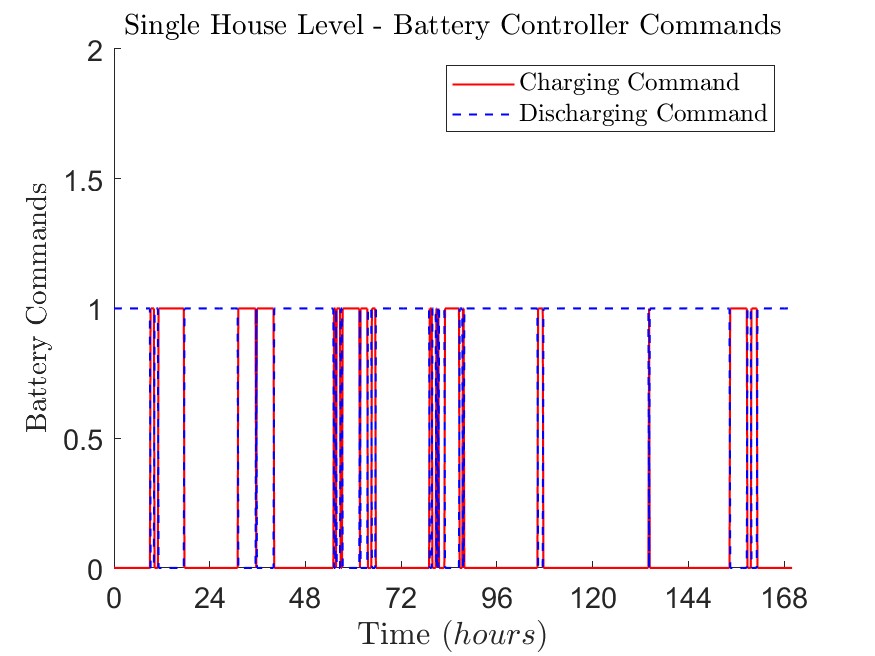 Single House Level - Battery Controller Commands
Charging Command
Discharging Command
Battery Commands
2
1.5
1
0.5
0
0 24 48 72 96 120 144 168
Time (hours)